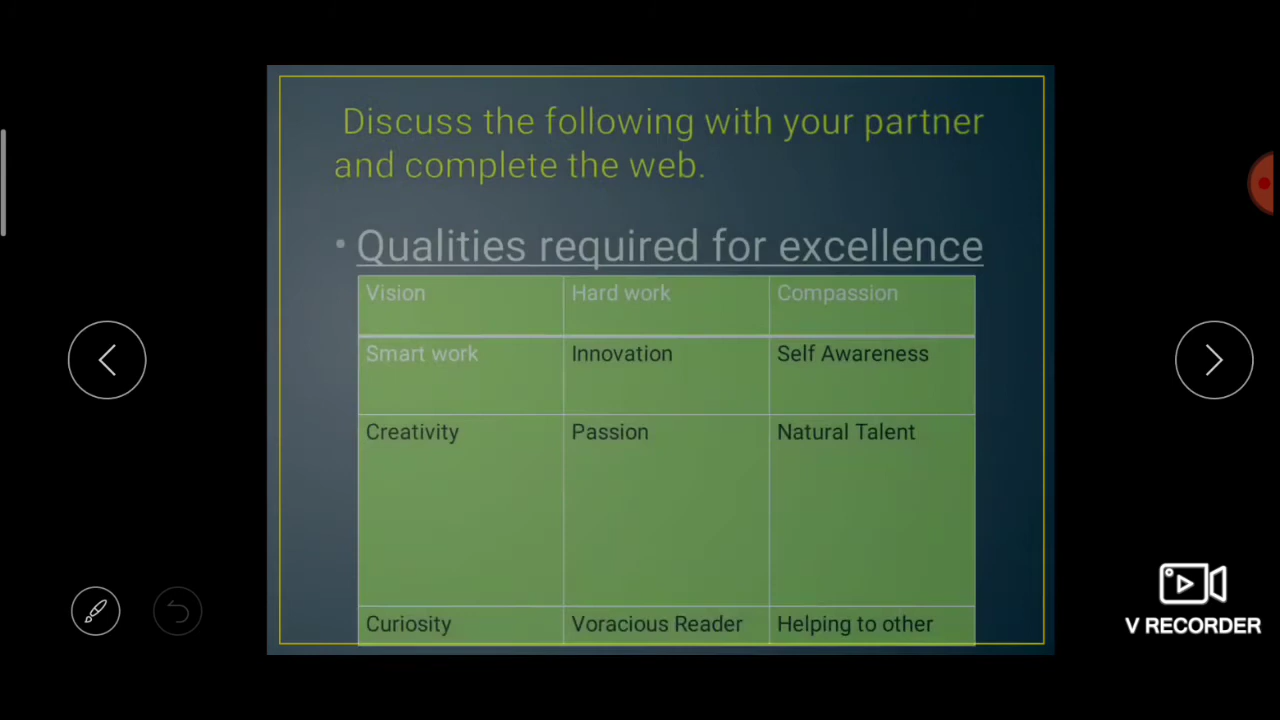 Discuss the following with your partner
and complete the web.
• Qualities required for excellence
Vision Hard work Compassion
Smart work Innovation Self Awareness
Creativity Passion Natural Talent
Curiosity Voracious Reader Helping to other
V RECORDER